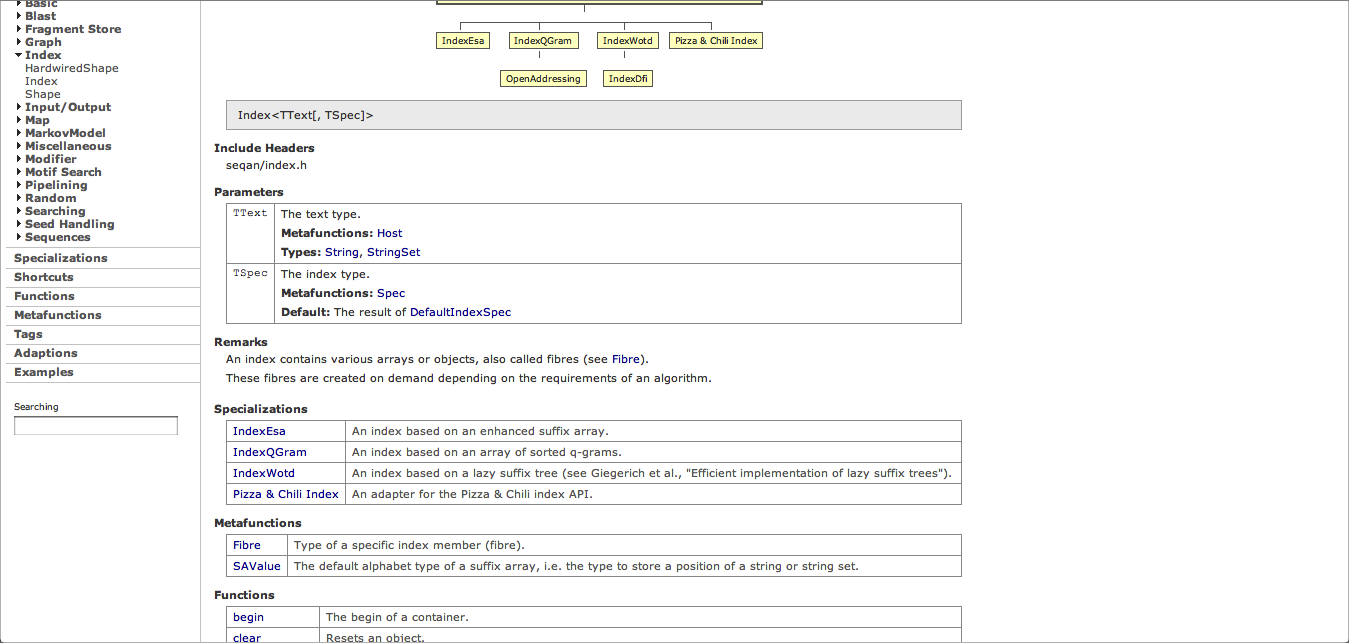 Basic
Blast
Fragment Store
Graph
Index
HardwiredShape
Index
Shape
Input/Output
Map
MarkovModel
Miscellaneous
Modifier
Motif Search
Pipelining
Random
Searching
Seed Handling
Sequences
Specializations
Shortcuts
Functions
Metafunctions
Tags
Adaptions
Examples
Searching
IndexEsa IndexQGram IndexWotd Pizza & Chili Index
OpenAddressing IndexDfi
Index<TText[, TSpec]>
Include Headers
seqan/index.h
Parameters
TText The text type.
Metafunctions: Host
Types: String, StringSet
TSpec The index type.
Metafunctions: Spec
Default: The result of DefaultIndexSpec
Remarks
An index contains various arrays or objects, also called fibres (see Fibre).
These fibres are created on demand depending on the requirements of an algorithm.
Specializations
IndexEsa An index based on an enhanced suffix array.
IndexQGram An index based on an array of sorted q-grams.
IndexWotd An index based on a lazy suffix tree (see Giegerich et al., "Efficient implementation of lazy suffix trees").
Pizza & Chili Index An adapter for the Pizza & Chili index API.
Metafunctions
Fibre Type of a specific index member (fibre).
SAValue The default alphabet type of a suffix array, i.e. the type to store a position of a string or string set.
Functions
begin The begin of a container.
clear Resets an object.